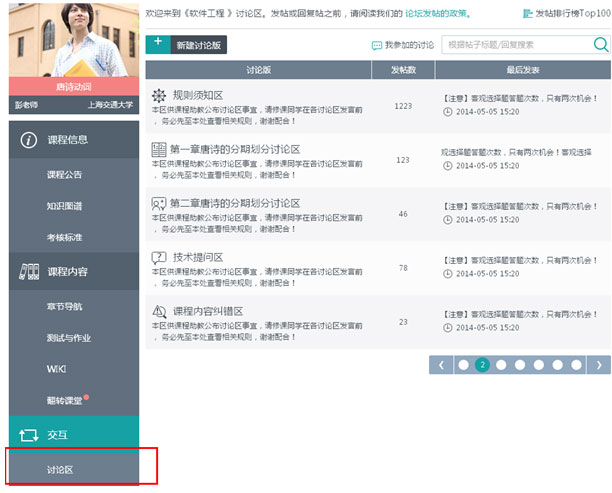 欢迎来到《软件工程 》讨论区。发帖或回复帖之前，请阅读我们的 论坛发帖的政策。
发帖排行榜Top100
+ 新建讨论版
我参加的讨论
根据帖子标题/回复搜索
唐诗动词
彭老师 上海交通大学
课程信息
课程公告
知识图谱
考核标准
课程内容
章节导航
测试与作业
WIKI
翻转课堂
交互
讨论区
讨论版 发帖数 最后发表
规则须知区
本区供课程助教公布讨论区事宜，请修课同学在各讨论区发言前
，务必先至本处查看相关规则，谢谢配合！
1223
【注意】客观选择题答题次数，只有两次机会！
2014-05-05 15:20
第一章唐诗的分期划分讨论区
本区供课程助教公布讨论区事宜，请修课同学在各讨论区发言前
，务必先至本处查看相关规则，谢谢配合！
123
观选择题答题次数，只有两次机会！客观选择
2014-05-05 15:20
第二章唐诗的分期划分讨论区
本区供课程助教公布讨论区事宜，请修课同学在各讨论区发言前
，务必先至本处查看相关规则，谢谢配合！
46
【注意】客观选择题答题次数，只有两次机会！
2014-05-05 15:20
技术提问区
本区供课程助教公布讨论区事宜，请修课同学在各讨论区发言前
，务必先至本处查看相关规则，谢谢配合！
78
【注意】客观选择题答题次数，只有两次机会！
2014-05-05 15:20
课程内容纠错区
本区供课程助教公布讨论区事宜，请修课同学在各讨论区发言前
，务必先至本处查看相关规则，谢谢配合！
23
【注意】客观选择题答题次数，只有两次机会！
2014-05-05 15:20
2